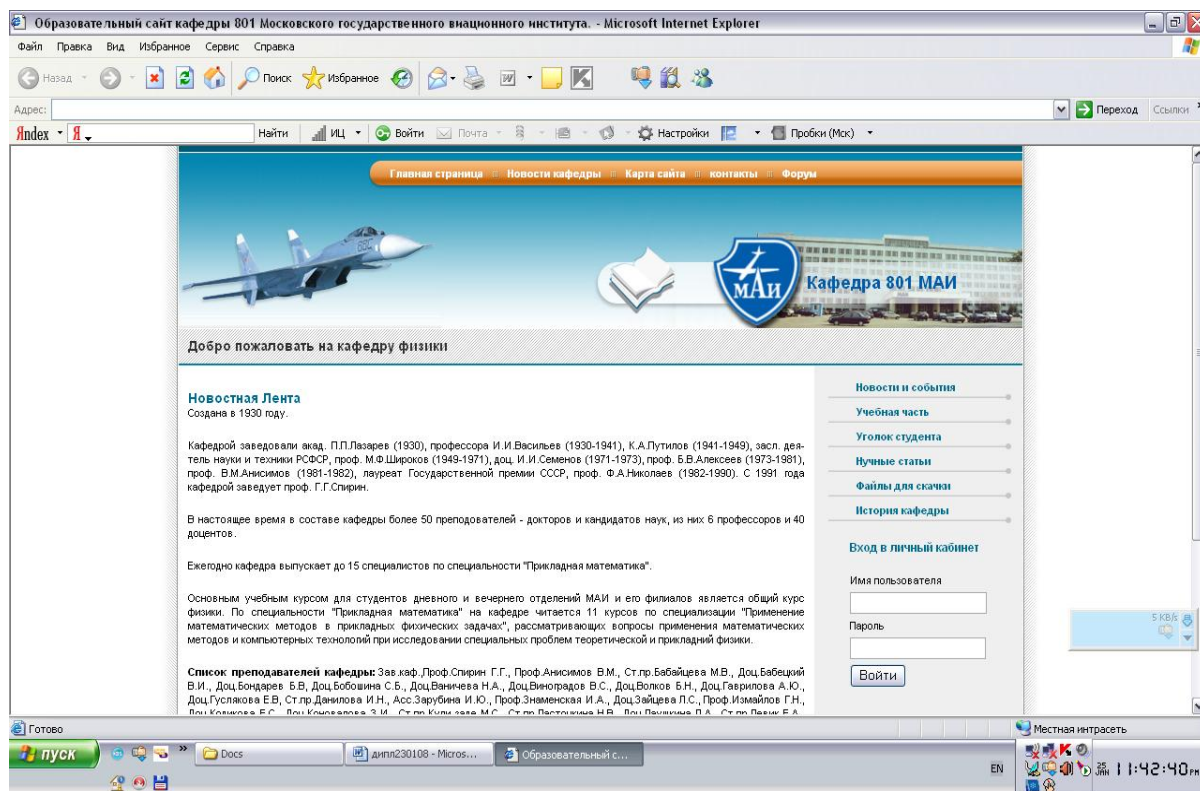 Образовательный сайт кафедры 801 Московского государственного виационного института. - Microsoft Internet Explorer
Файл Правка Вид Избранное Сервис Справка
Назад Поиск Избранное
Адрес: Переход Ссылки
Яndex Я Найти ИЦ Войти Почта Настройки Пробки (Мск)
Главная страница Новости кафедры Карта сайта контакты Форум
МАИ
Кафедра 801 МАИ
Добро пожаловать на кафедру физики
Новостная Лента
Создана в 1930 году.
Кафедрой заведовали акад. П.П.Лазарев (1930), профессора И.И.Васильев (1930-1941), К.А.Путилов (1941-1949), засл. дея-
тель науки и техники РСФСР, проф. М.Ф.Широков (1949-1971), доц. И.И.Семенов (1971-1973), проф. Б.В.Алексеев (1973-1981),
проф. В.М.Анисимов (1981-1982), лауреат Государственной премии СССР, проф. Ф.А.Николаев (1982-1990). С 1991 года
кафедрой заведует проф. Г.Г.Спирин.
В настоящее время в составе кафедры более 50 преподавателей - докторов и кандидатов наук, из них 6 профессоров и 40
доцентов.
Ежегодно кафедра выпускает до 15 специалистов по специальности "Прикладная математика".
Основным учебным курсом для студентов дневного и вечернего отделений МАИ и его филиалов является общий курс
физики. По специальности "Прикладная математика" на кафедре читается 11 курсов по специализации "Применение
математических методов в прикладных фихических задачах", рассматривающих вопросы применения математических
методов и компьютерных технологий при исследовании специальных проблем теоретической и прикладний физики.
Список преподавателей кафедры: Зав.каф.,Проф.Спирин Г.Г., Проф.Анисимов В.М., Ст.пр.Бабайцева М.В., Доц.Бабецкий
В.И., Доц.Бондарев Б.В, Доц.Бобошина С.Б., Доц.Ваничева Н.А., Доц.Виноградов В.С., Доц.Волков Б.Н., Доц.Гаврилова А.Ю.,
Доц.Гуслякова Е.В, Ст.пр.Данилова И.Н., Асс.Зарубина И.Ю., Проф.Знаменская И.А., Доц.Зайцева Л.С., Проф.Измайлов Г.Н.,
Новости и события
Учебная часть
Уголок студента
Нучные статьи
Файлы для скачки
История кафедры
Вход в личный кабинет
Имя пользователя
Пароль
Войти
5 KB/s
Готово Местная интрасеть
пуск Docs дипл230108 - Micros... Образовательный с... EN 25 JAN 11:42:40 PM